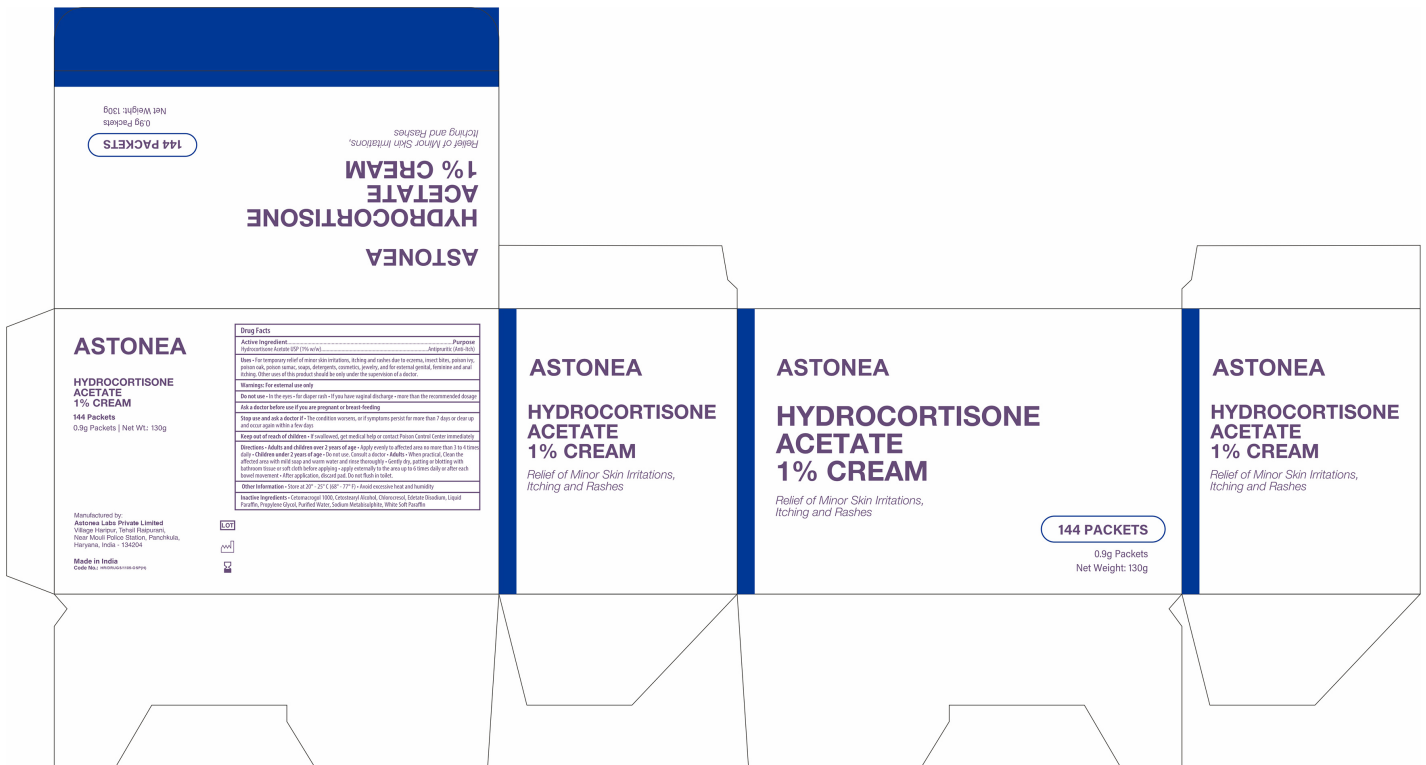 ASTONEA
HYDROCORTISONE
ACETATE
1% CREAM
Relief of Minor Skin Irritations,
Itching and Rashes
144 PACKETS
0.9g Packets
Net Weight: 130g
ASTONEA
HYDROCORTISONE
ACETATE
1% CREAM
144 Packets
0.9g Packets | Net Wt.: 130g
Manufactured by:
Astonea Labs Private Limited
Village Haripur, Tehsil Raipurani,
Near Mouli Police Station, Panchkula,
Haryana, India - 134204
Made in India
Code No.:
Drug Facts
Active Ingredient..........Purpose
Hydrocortisone Acetate USP (1% w/w)..........Antipruritic (Anti-Itch)
Uses • For temporary relief of minor skin irritations, itching and rashes due to eczema, insect bites, poison ivy,
poison oak, poison sumac, soaps, detergents, cosmetics, jewelry, and for external genital, feminine and anal
itching. Other uses of this product should be only under the supervision of a doctor.
Warnings: For external use only
Do not use • In the eyes • for diaper rash • If you have vaginal discharge • more than the recommended dosage
Ask a doctor before use if you are pregnant or breast-feeding
Stop use and ask a doctor if • The condition worsens, or if symptoms persist for more than 7 days or clear up
and occur again within a few days
Keep out of reach of children • If swallowed, get medical help or contact Poison Control Center immediately
Directions • Adults and children over 2 years of age • Apply evenly to affected area no more than 3 to 4 times
daily • Children under 2 years of age • Do not use. Consult a doctor • Adults • When practical, Clean the
affected area with mild soap and warm water and rinse thoroughly • Gently dry, patting or blotting with
bathroom tissue or soft cloth before applying • apply externally to the area up to 6 times daily or after each
bowel movement • After application, discard pad. Do not flush in toilet.
Other Information • Store at 20° - 25° C (68° - 77° F) • Avoid excessive heat and humidity
Inactive Ingredients • Cetomacrogol 1000, Cetostearyl Alcohol, Chlorocresol, Edetate Disodium, Liquid
Paraffin, Propylene Glycol, Purified Water, Sodium Metabisulphite, White Soft Paraffin
LOT
ASTONEA
HYDROCORTISONE
ACETATE
1% CREAM
Relief of Minor Skin Irritations,
Itching and Rashes
ASTONEA
HYDROCORTISONE
ACETATE
1% CREAM
Relief of Minor Skin Irritations,
Itching and Rashes
144 PACKETS
0.9g Packets
Net Weight: 130g
ASTONEA
HYDROCORTISONE
ACETATE
1% CREAM
Relief of Minor Skin Irritations,
Itching and Rashes